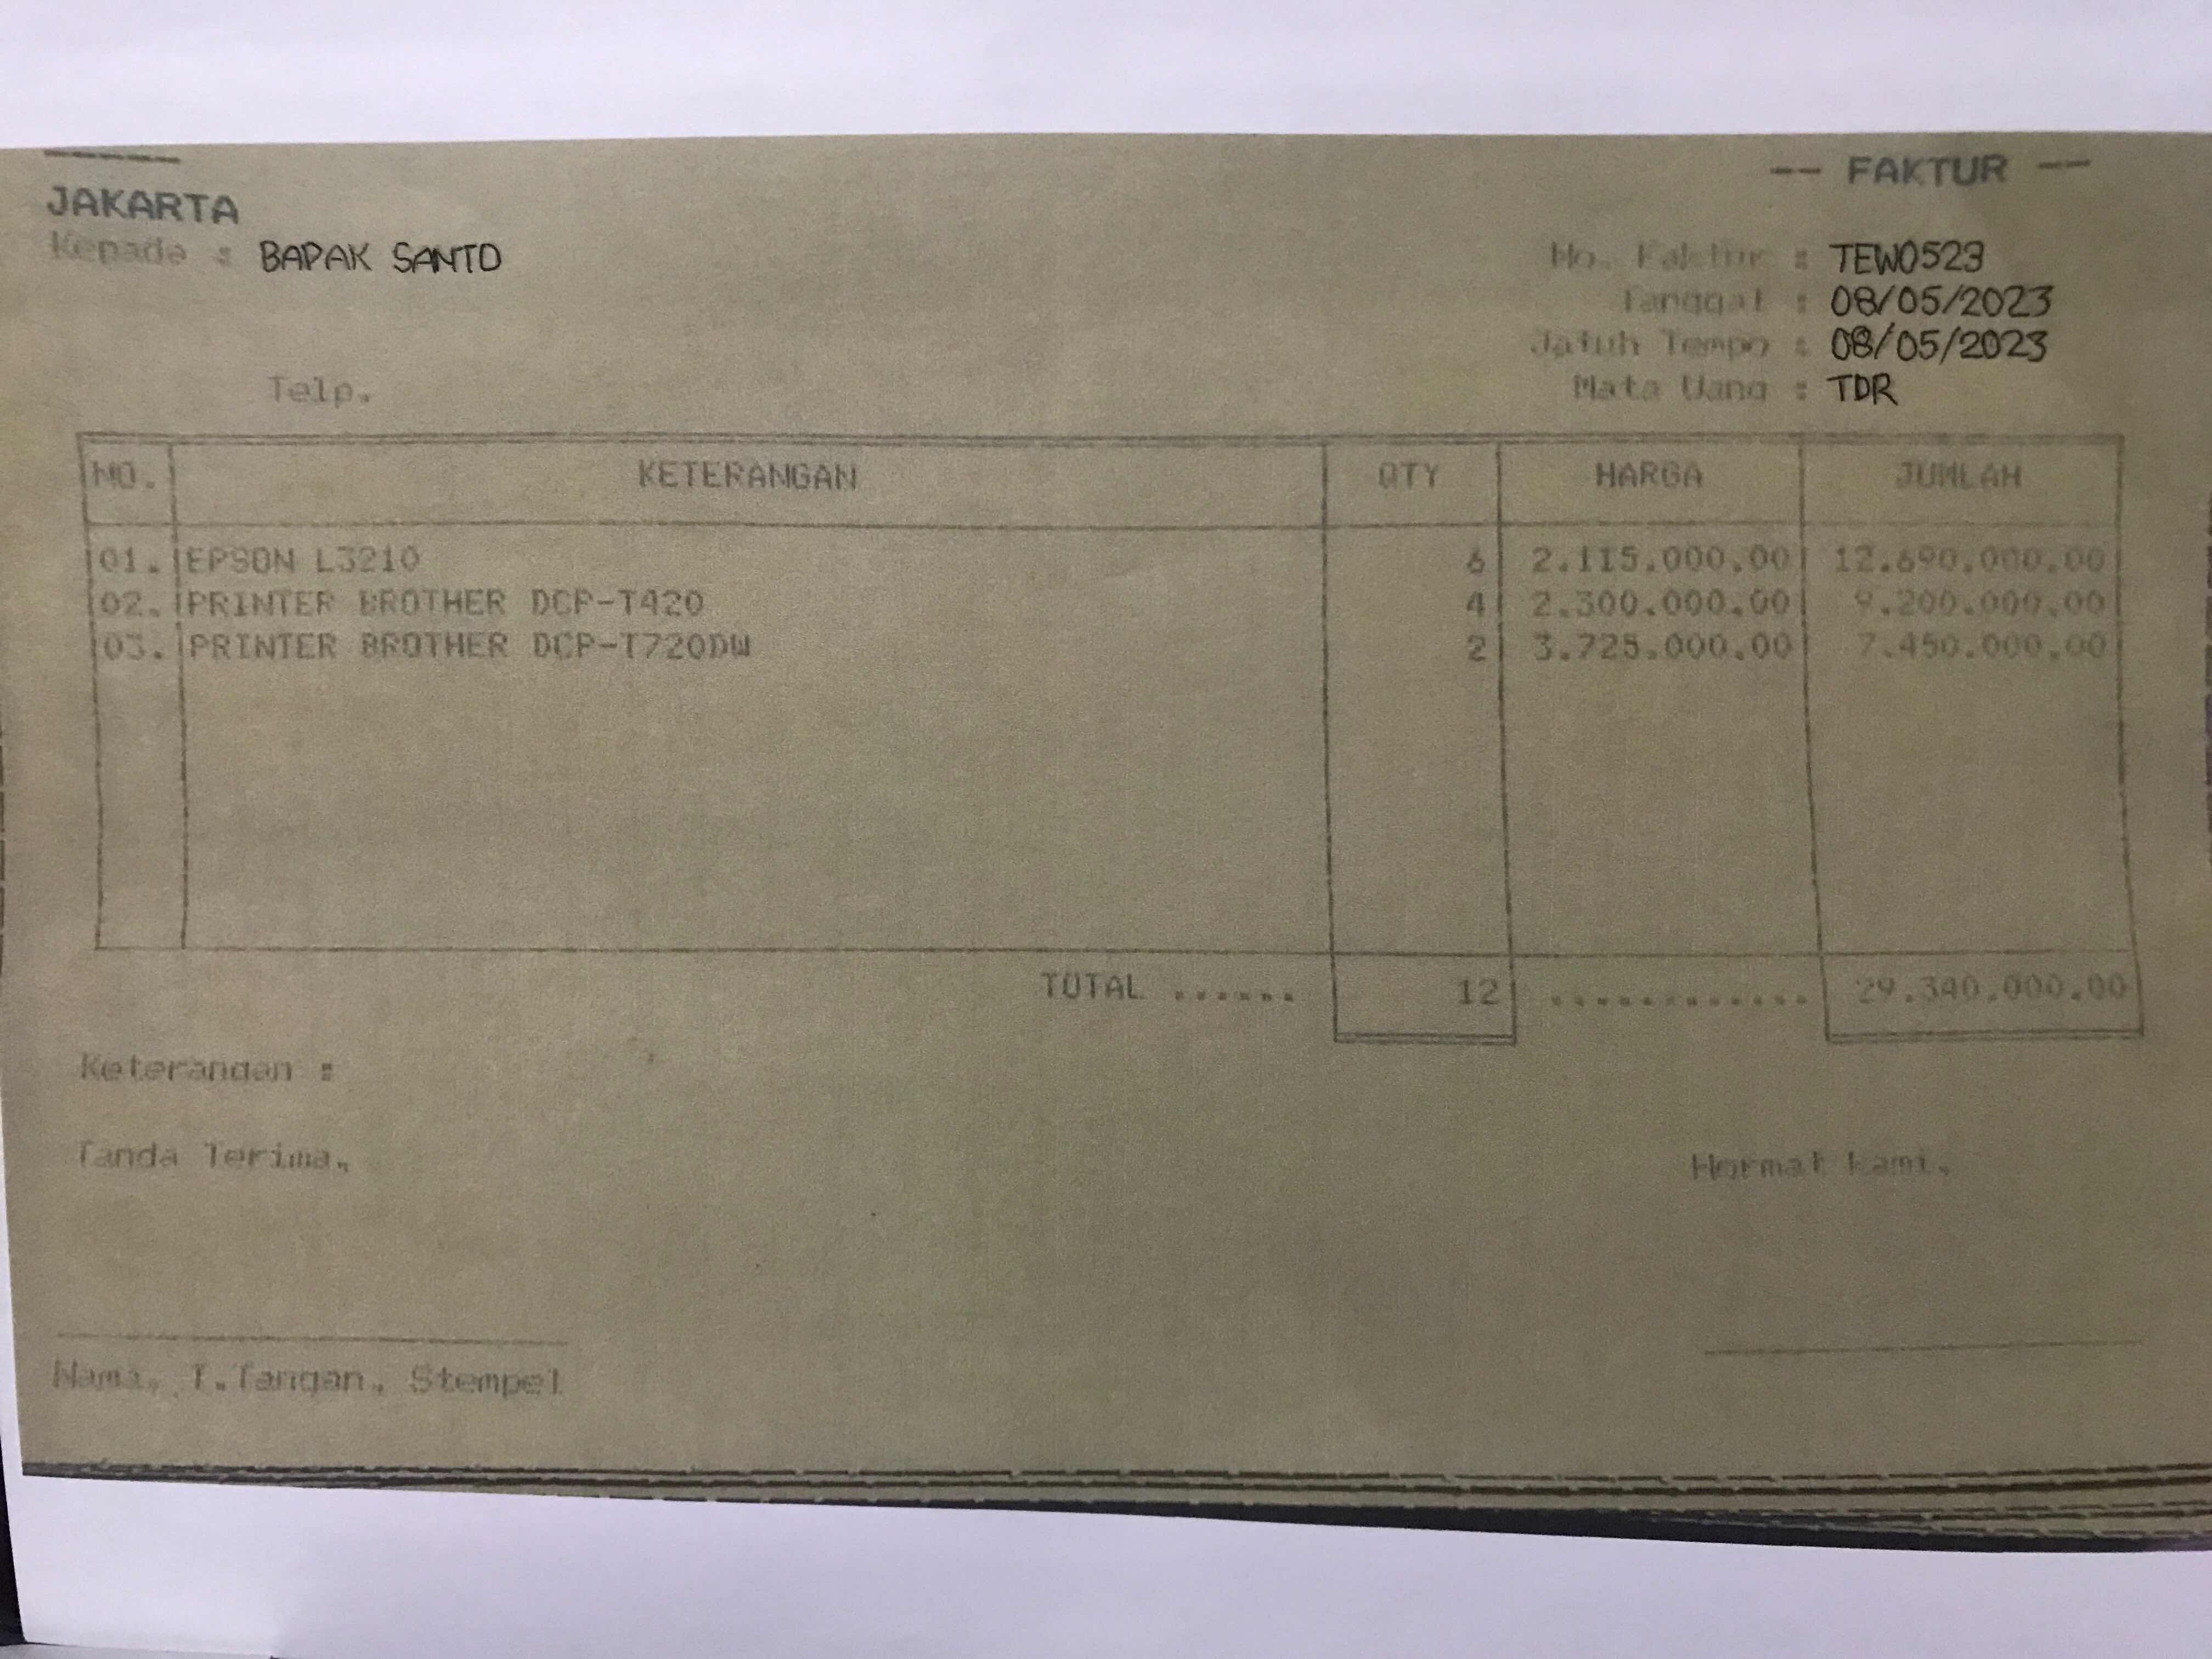 -- FAKTUR --
JAKARTA
Kepada : BAPAK SANTO
No. Faktur : TEW0523
Tanggal : 08/05/2023
Jatuh Tempo : 08/05/2023
Telp.
Mata Uang : TDR
NO. KETERANGAN QTY HARGA JUMLAH
01. EPSON L3210 6 2.115.000.00 12.690.000.00
02. PRINTER BROTHER DCP-T420 4 2.300.000.00 9.200.000.00
03. PRINTER BROTHER DCP-T720DW 2 3.725.000.00 7.450.000.00
TOTAL ...... 12 ............ 29.340.000.00
Keterangan :
Tanda Terima, Hormat Kami,
Nama, T.Tangan, Stempel